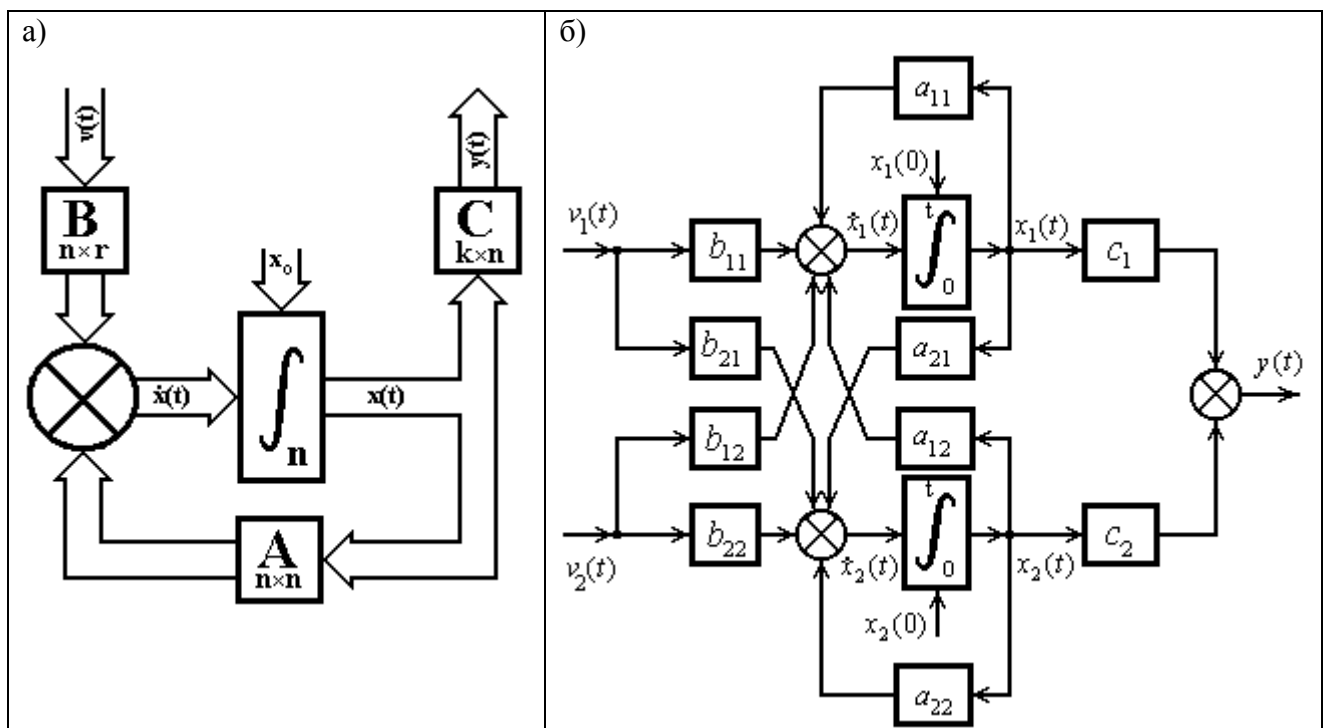 а)
v(t)
B
n×r
x₀
ẋ(t)
∫ n
x(t)
y(t)
C
k×n
A
n×n
б)
a₁₁
x₁(0)
v₁(t)
b₁₁
ẋ₁(t)
t
∫
0
x₁(t)
c₁
b₂₁
a₂₁
y(t)
b₁₂
a₁₂
v₂(t)
b₂₂
ẋ₂(t)
t
∫
0
x₂(t)
c₂
x₂(0)
a₂₂